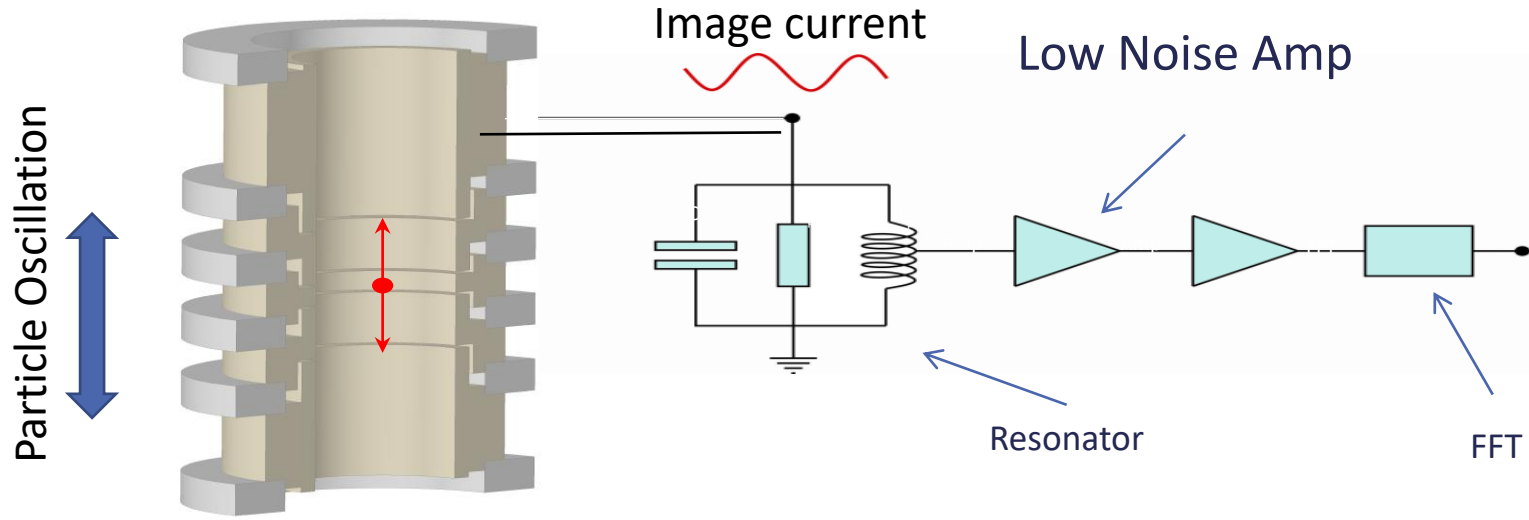 Image current
Low Noise Amp
Particle Oscillation
Resonator
FFT